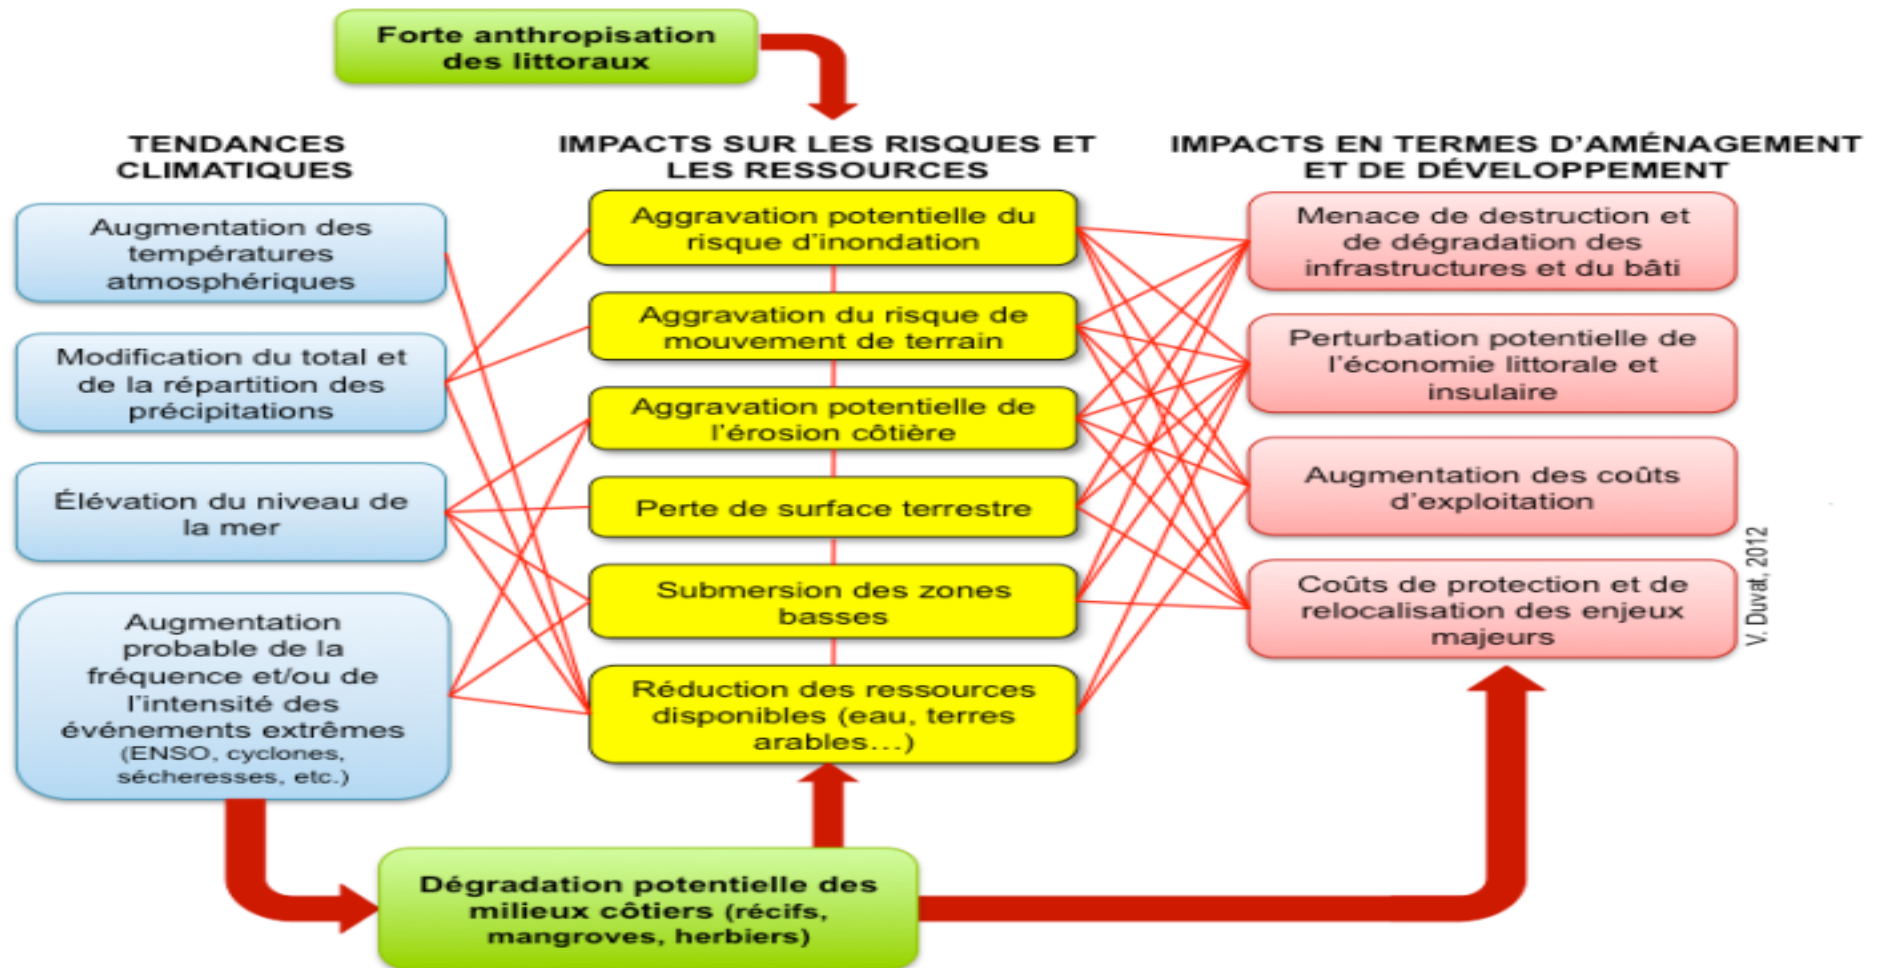 Forte anthropisation
des littoraux
TENDANCES
CLIMATIQUES
Augmentation des
températures
atmosphériques
Modification du total et
de la répartition des
précipitations
Élévation du niveau de
la mer
Augmentation
probable de la
fréquence et/ou de
l'intensité des
événements extrêmes
(ENSO, cyclones,
sécheresses, etc.)
IMPACTS SUR LES RISQUES ET
LES RESSOURCES
Aggravation potentielle du
risque d'inondation
Aggravation du risque de
mouvement de terrain
Aggravation potentielle de
l'érosion côtière
Perte de surface terrestre
Submersion des zones
basses
Réduction des ressources
disponibles (eau, terres
arables...)
IMPACTS EN TERMES D'AMÉNAGEMENT
ET DE DÉVELOPPEMENT
Menace de destruction et
de dégradation des
infrastructures et du bâti
Perturbation potentielle de
l'économie littorale et
insulaire
Augmentation des coûts
d'exploitation
Coûts de protection et de
relocalisation des enjeux
majeurs
V. Duvat, 2012
Dégradation potentielle des
milieux côtiers (récifs,
mangroves, herbiers)